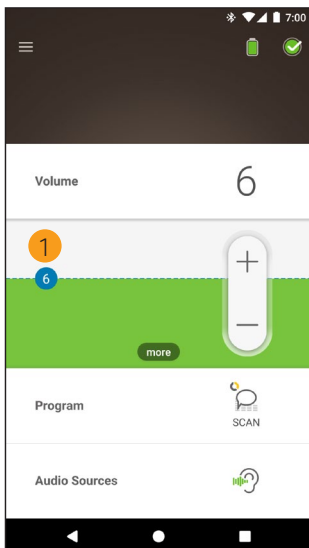 7:00
Volume
6
1
6
+
−
more
Program
SCAN
Audio Sources